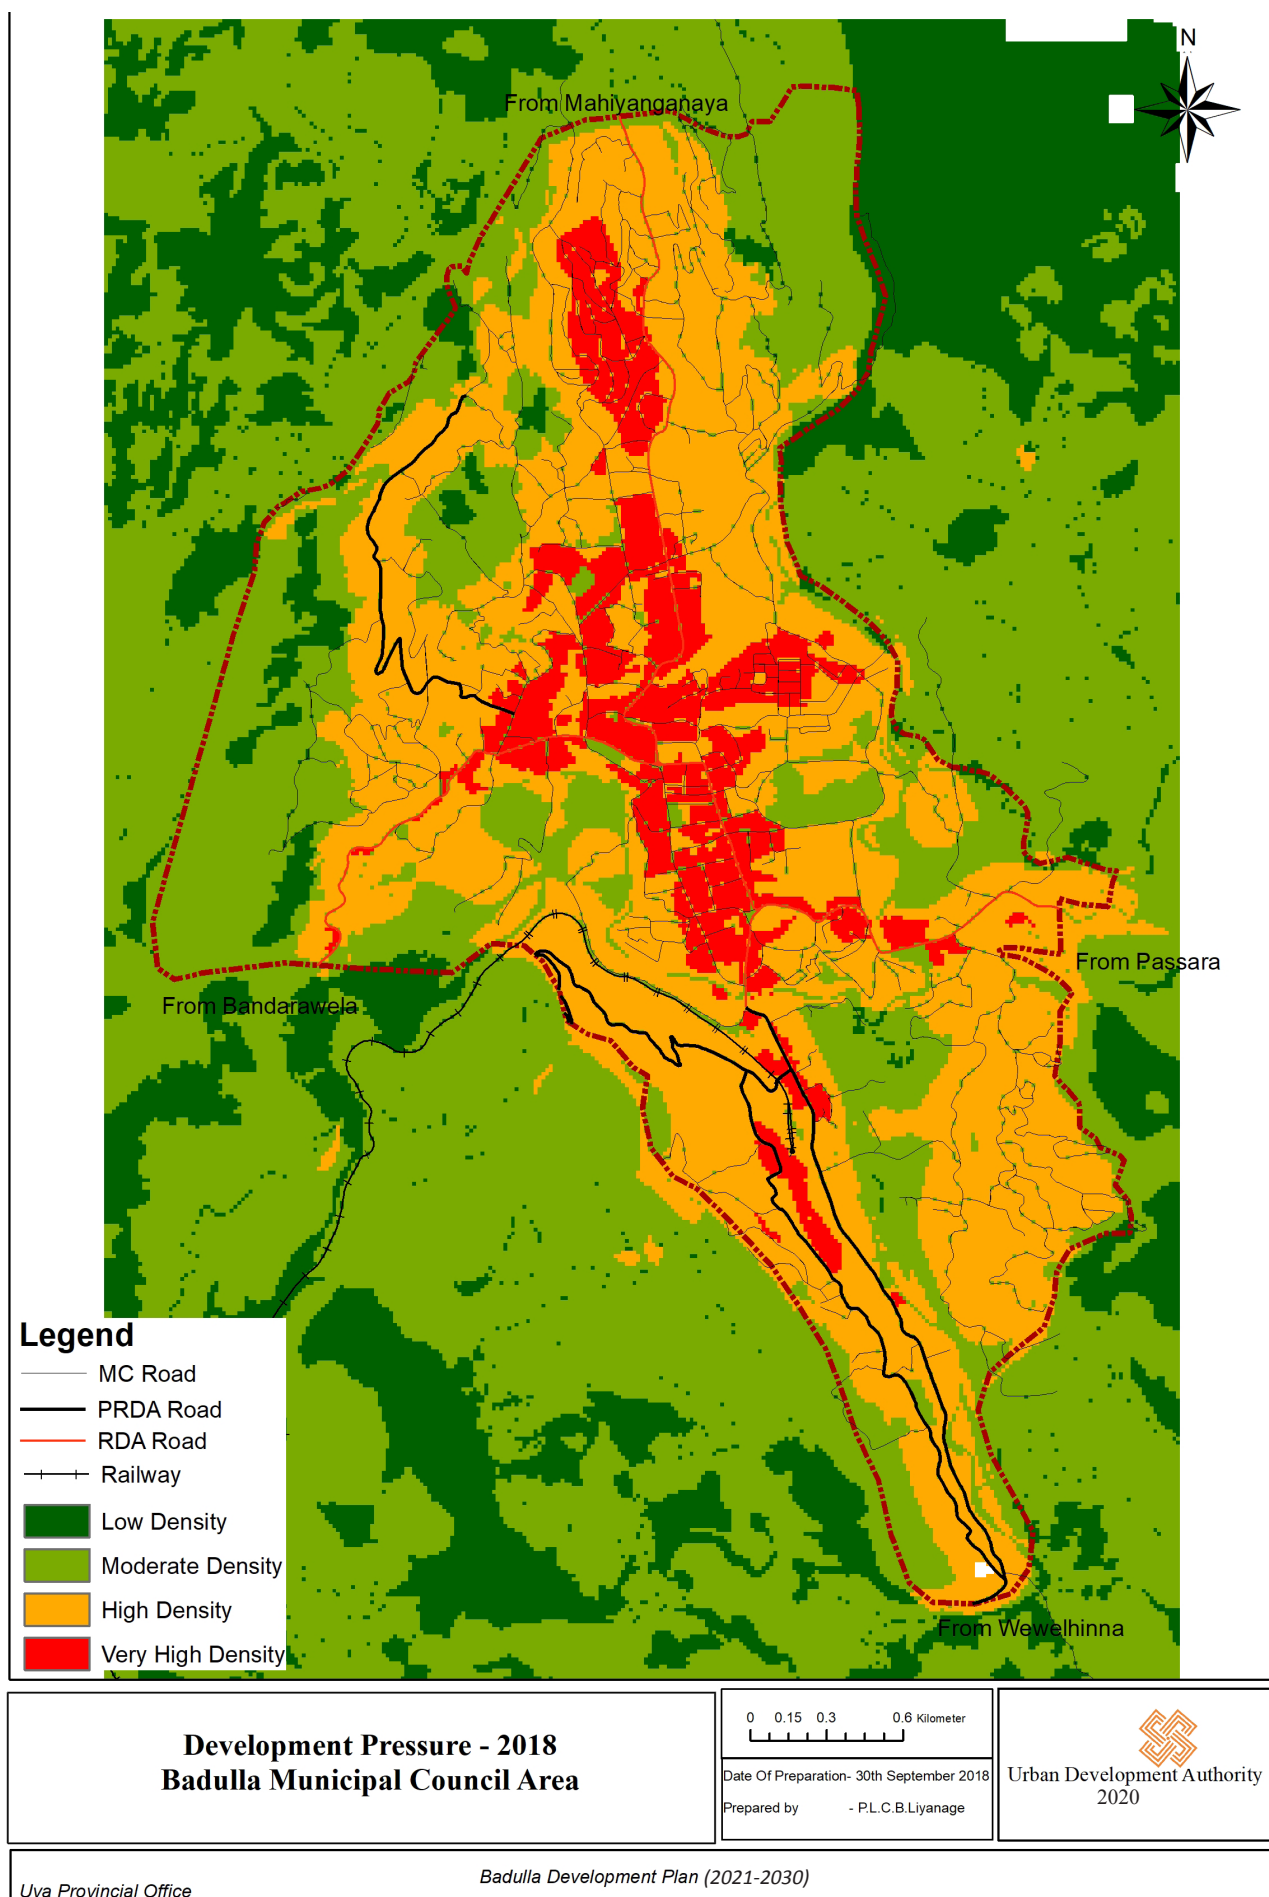 N
From Mahiyanganaya
From Passara
From Bandarawela
Legend
MC Road
PRDA Road
RDA Road
Railway
Low Density
Moderate Density
High Density
Very High Density
From Wewelhinna
Development Pressure - 2018
Badulla Municipal Council Area
0 0.15 0.3 0.6 Kilometer
Date Of Preparation- 30th September 2018
Prepared by - P.L.C.B.Liyanage
Urban Development Authority
2020
Badulla Development Plan (2021-2030)
Uva Provincial Office